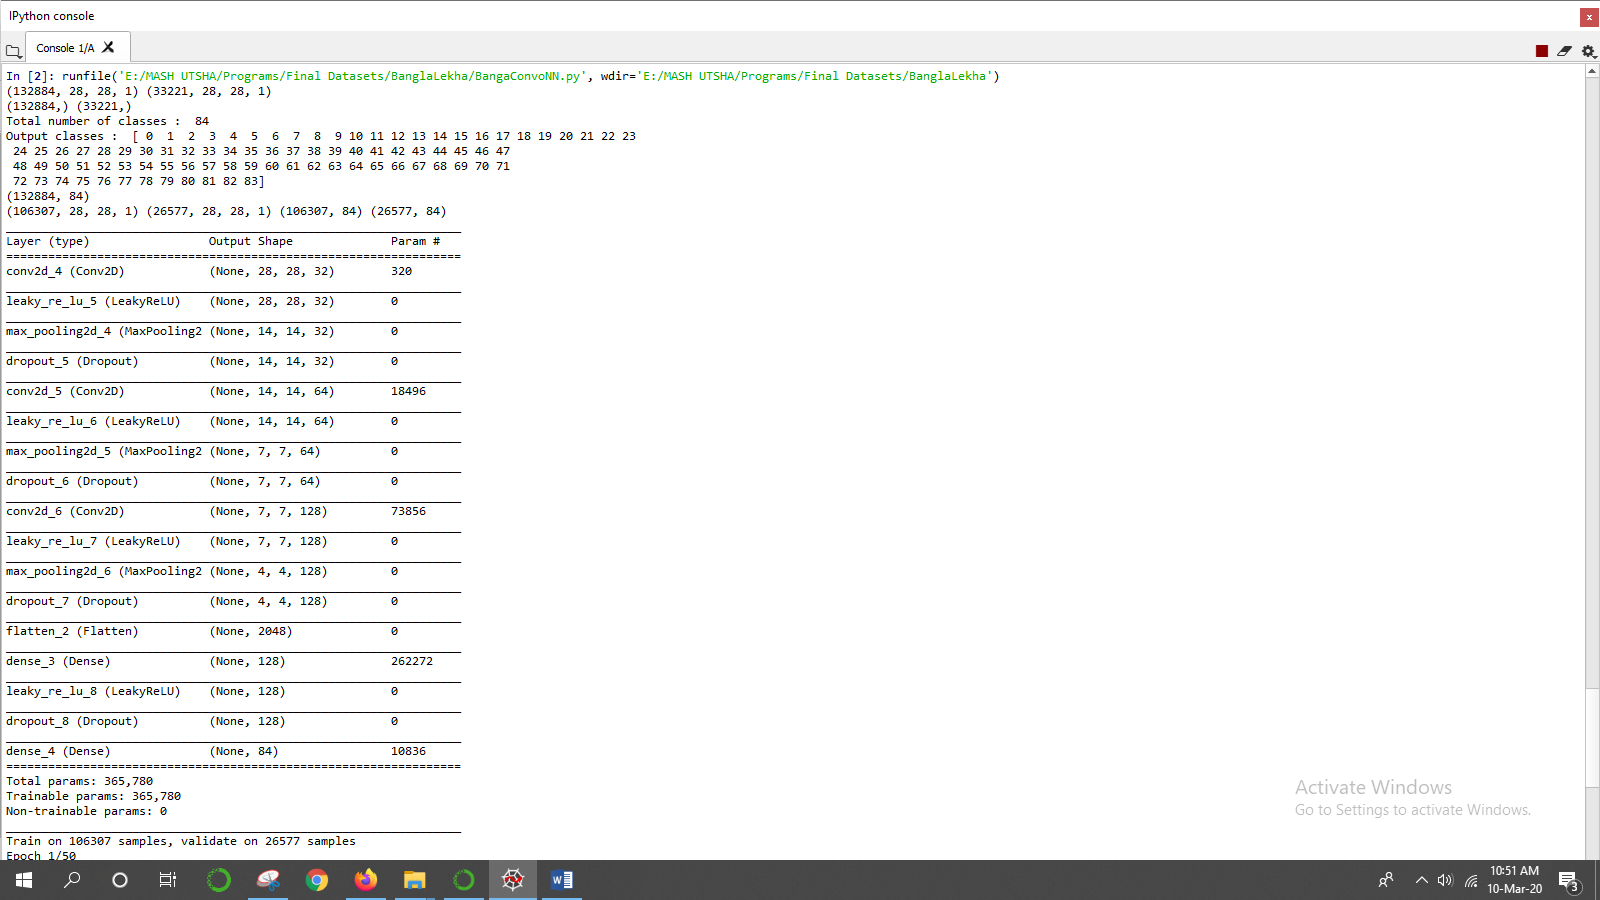 IPython console
x
Console 1/A
In [2]: runfile('E:/MASH UTSHA/Programs/Final Datasets/BanglaLekha/BangaConvoNN.py', wdir='E:/MASH UTSHA/Programs/Final Datasets/BanglaLekha')
(132884, 28, 28, 1) (33221, 28, 28, 1)
(132884,) (33221,)
Total number of classes :  84
Output classes :  [ 0  1  2  3  4  5  6  7  8  9 10 11 12 13 14 15 16 17 18 19 20 21 22 23
 24 25 26 27 28 29 30 31 32 33 34 35 36 37 38 39 40 41 42 43 44 45 46 47
 48 49 50 51 52 53 54 55 56 57 58 59 60 61 62 63 64 65 66 67 68 69 70 71
 72 73 74 75 76 77 78 79 80 81 82 83]
(132884, 84)
(106307, 28, 28, 1) (26577, 28, 28, 1) (106307, 84) (26577, 84)
_________________________________________________________________
Layer (type)                 Output Shape              Param #
=================================================================
conv2d_4 (Conv2D)            (None, 28, 28, 32)        320
_________________________________________________________________
leaky_re_lu_5 (LeakyReLU)    (None, 28, 28, 32)        0
_________________________________________________________________
max_pooling2d_4 (MaxPooling2 (None, 14, 14, 32)        0
_________________________________________________________________
dropout_5 (Dropout)          (None, 14, 14, 32)        0
_________________________________________________________________
conv2d_5 (Conv2D)            (None, 14, 14, 64)        18496
_________________________________________________________________
leaky_re_lu_6 (LeakyReLU)    (None, 14, 14, 64)        0
_________________________________________________________________
max_pooling2d_5 (MaxPooling2 (None, 7, 7, 64)          0
_________________________________________________________________
dropout_6 (Dropout)          (None, 7, 7, 64)          0
_________________________________________________________________
conv2d_6 (Conv2D)            (None, 7, 7, 128)         73856
_________________________________________________________________
leaky_re_lu_7 (LeakyReLU)    (None, 7, 7, 128)         0
_________________________________________________________________
max_pooling2d_6 (MaxPooling2 (None, 4, 4, 128)         0
_________________________________________________________________
dropout_7 (Dropout)          (None, 4, 4, 128)         0
_________________________________________________________________
flatten_2 (Flatten)          (None, 2048)              0
_________________________________________________________________
dense_3 (Dense)              (None, 128)               262272
_________________________________________________________________
leaky_re_lu_8 (LeakyReLU)    (None, 128)               0
_________________________________________________________________
dropout_8 (Dropout)          (None, 128)               0
_________________________________________________________________
dense_4 (Dense)              (None, 84)                10836
=================================================================
Total params: 365,780
Trainable params: 365,780
Non-trainable params: 0
_________________________________________________________________
Train on 106307 samples, validate on 26577 samples
Epoch 1/50
Activate Windows
Go to Settings to activate Windows.
10:51 AM
10-Mar-20
3